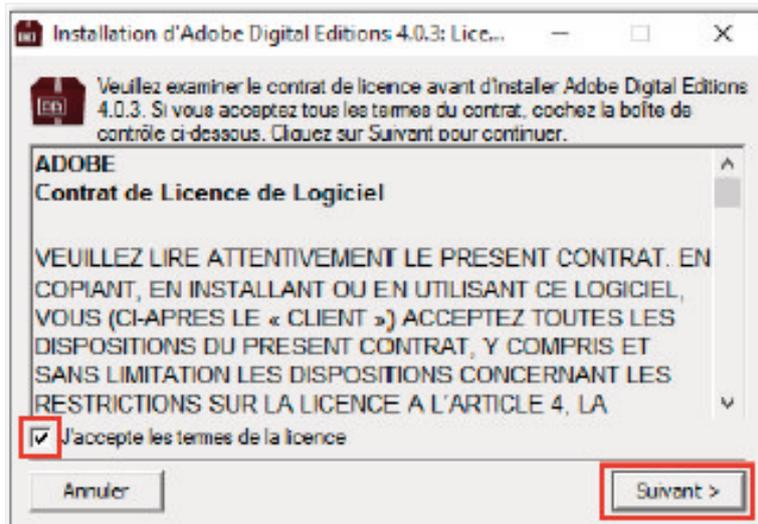 Installation d'Adobe Digital Editions 4.0.3: Lice...
Veuillez examiner le contrat de licence avant d'installer Adobe Digital Editions
4.0.3. Si vous acceptez tous les termes du contrat, cochez la boîte de
contrôle ci-dessous. Cliquez sur Suivant pour continuer.
ADOBE
Contrat de Licence de Logiciel
VEUILLEZ LIRE ATTENTIVEMENT LE PRESENT CONTRAT. EN
COPIANT, EN INSTALLANT OU EN UTILISANT CE LOGICIEL,
VOUS (CI-APRES LE « CLIENT ») ACCEPTEZ TOUTES LES
DISPOSITIONS DU PRESENT CONTRAT, Y COMPRIS ET
SANS LIMITATION LES DISPOSITIONS CONCERNANT LES
RESTRICTIONS SUR LA LICENCE A L'ARTICLE 4, LA
J'accepte les termes de la licence
Annuler
Suivant >